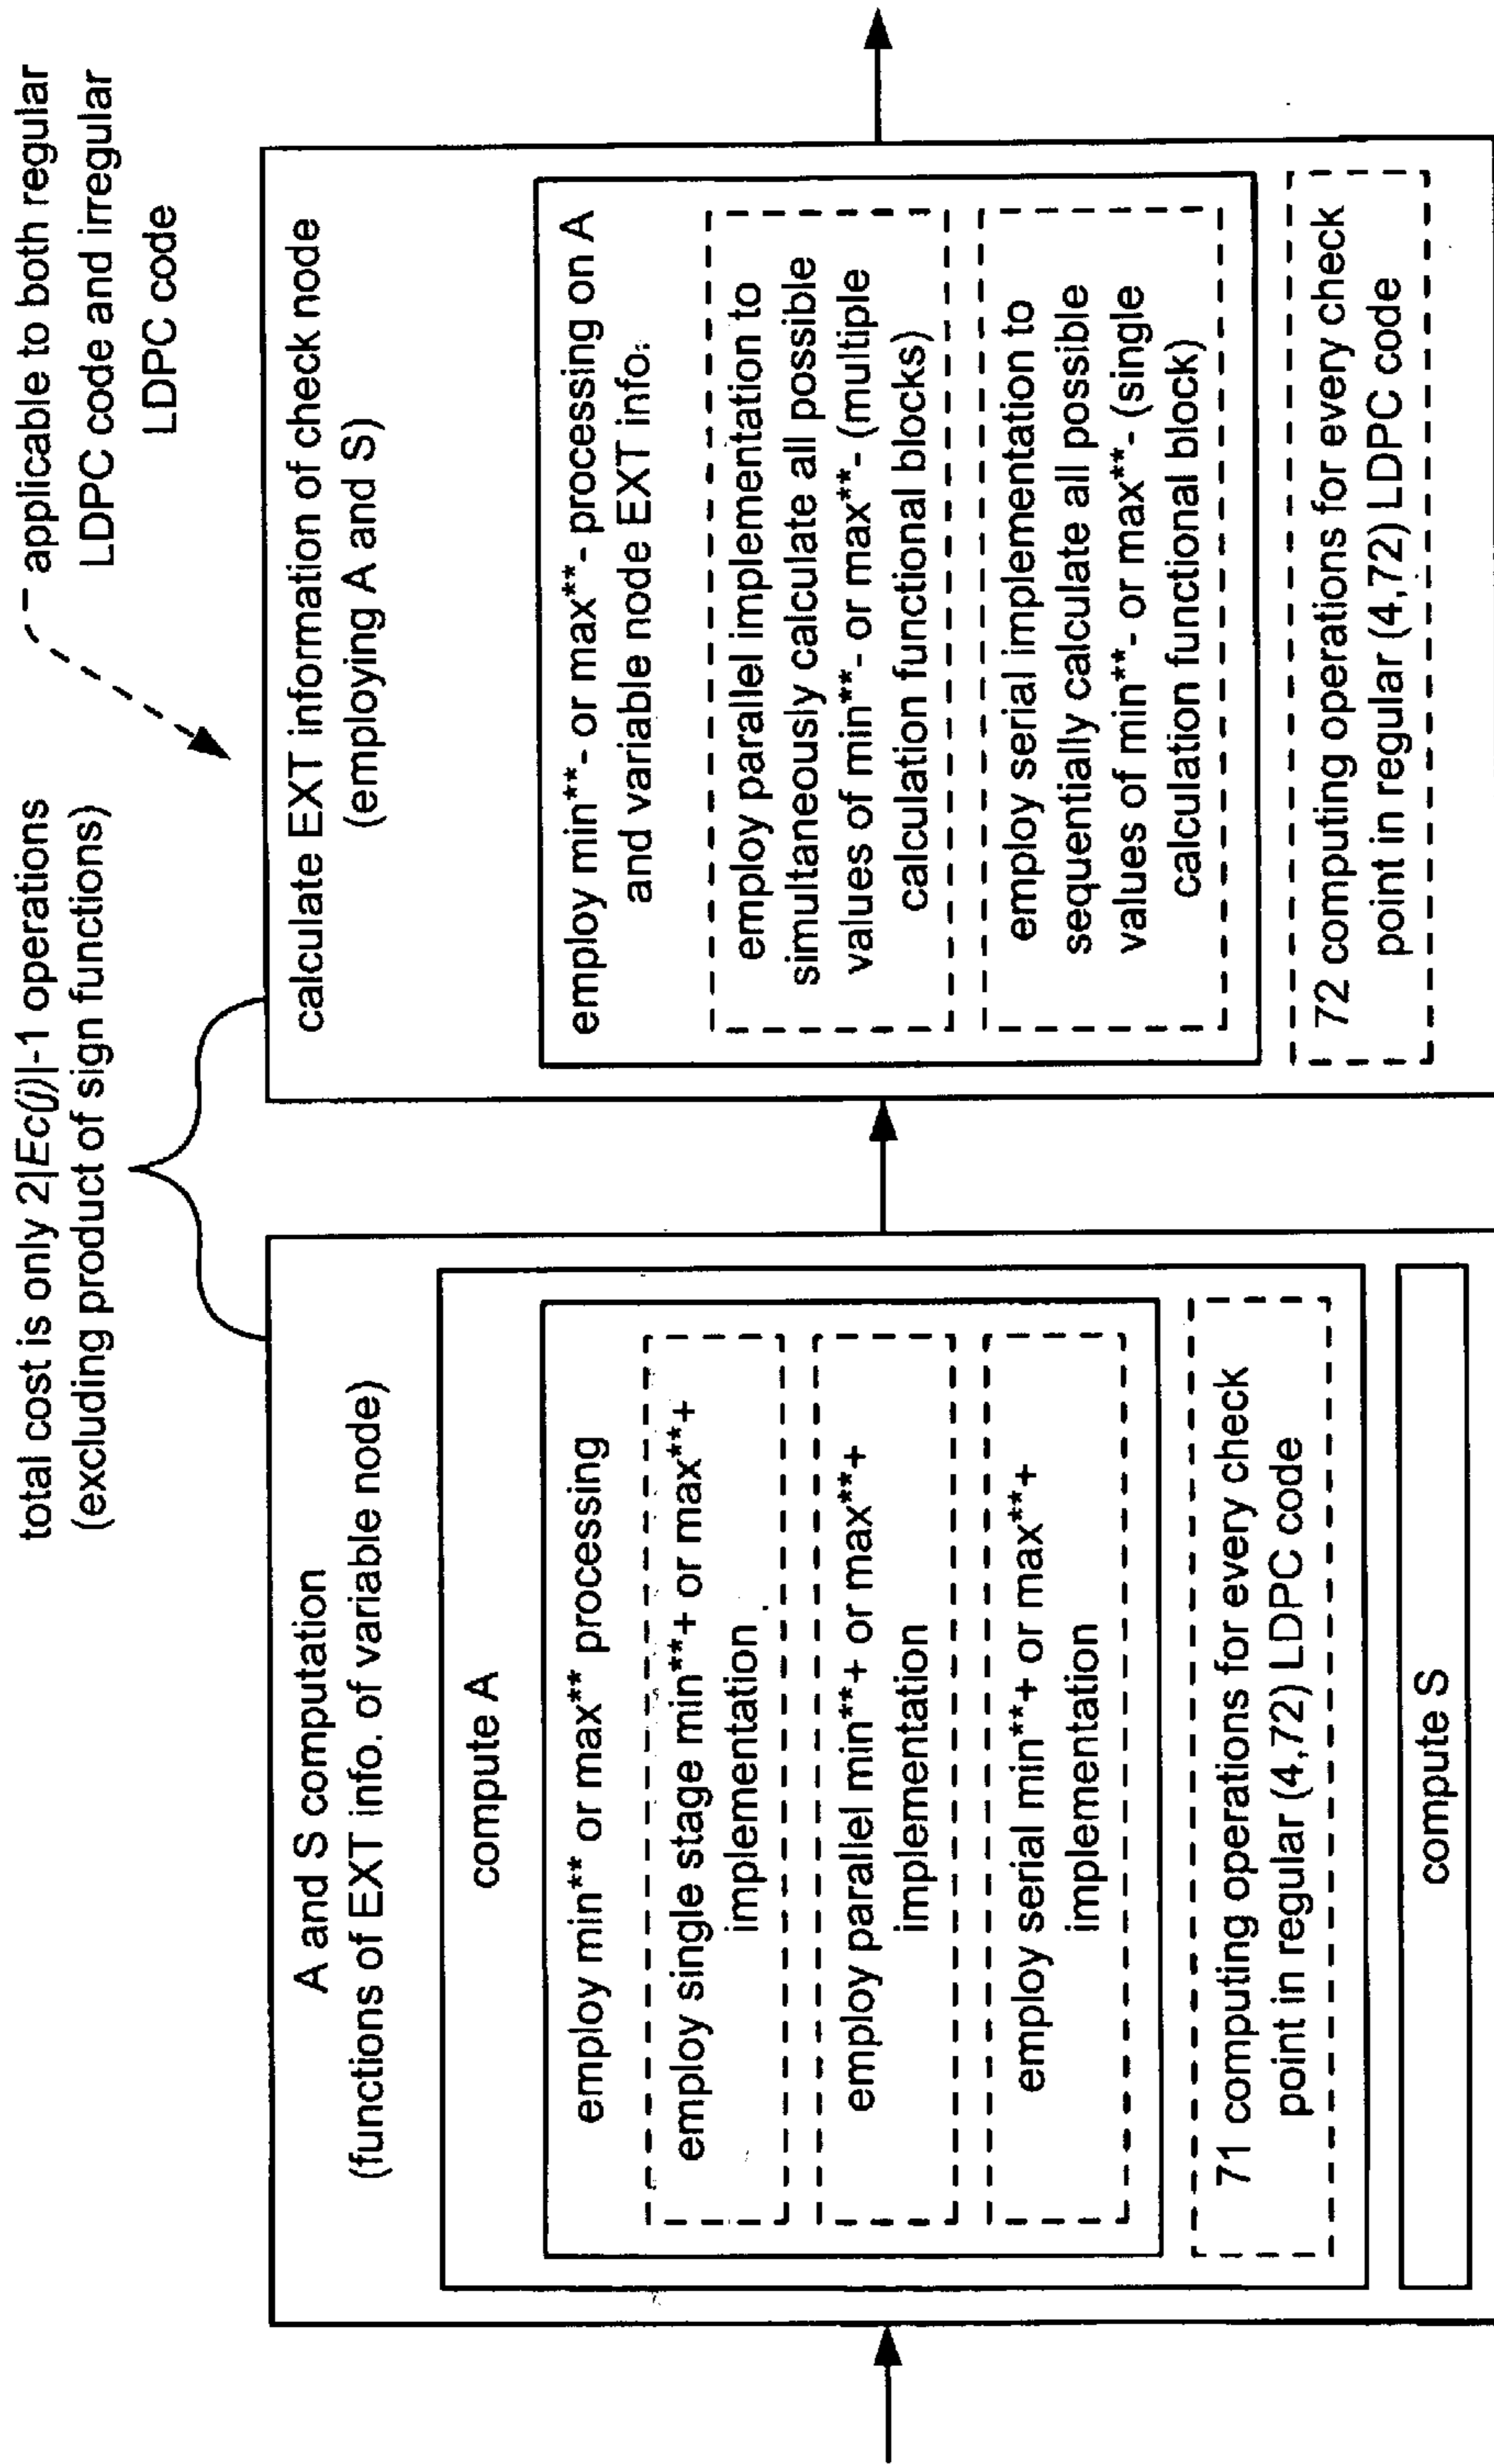 total cost is only 2|Ec(j)|-1 operations
(excluding product of sign functions)
applicable to both regular
LDPC code and irregular
LDPC code
A and S computation
(functions of EXT info. of variable node)
compute A
employ min** or max** processing
employ single stage min**+ or max**+
implementation
employ parallel min**+ or max**+
implementation
employ serial min**+ or max**+
implementation
71 computing operations for every check
point in regular (4,72) LDPC code
compute S
calculate EXT information of check node
(employing A and S)
employ min**- or max**- processing on A
and variable node EXT info.
employ parallel implementation to
simultaneously calculate all possible
values of min**- or max**- (multiple
calculation functional blocks)
employ serial implementation to
sequentially calculate all possible
values of min**- or max**- (single
calculation functional block)
72 computing operations for every check
point in regular (4,72) LDPC code